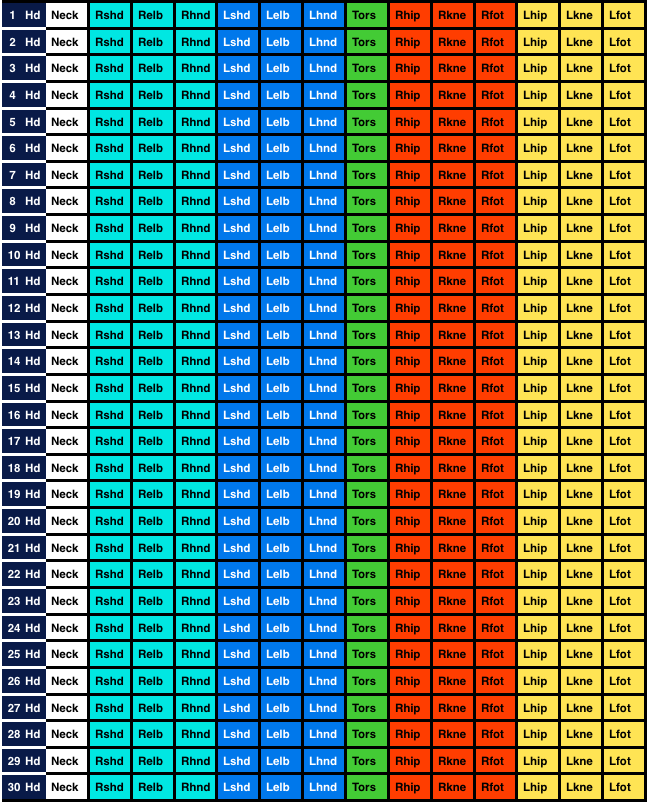 1 Hd Neck Rshd Relb Rhnd Lshd Lelb Lhnd Tors Rhip Rkne Rfot Lhip Lkne Lfot
2 Hd Neck Rshd Relb Rhnd Lshd Lelb Lhnd Tors Rhip Rkne Rfot Lhip Lkne Lfot
3 Hd Neck Rshd Relb Rhnd Lshd Lelb Lhnd Tors Rhip Rkne Rfot Lhip Lkne Lfot
4 Hd Neck Rshd Relb Rhnd Lshd Lelb Lhnd Tors Rhip Rkne Rfot Lhip Lkne Lfot
5 Hd Neck Rshd Relb Rhnd Lshd Lelb Lhnd Tors Rhip Rkne Rfot Lhip Lkne Lfot
6 Hd Neck Rshd Relb Rhnd Lshd Lelb Lhnd Tors Rhip Rkne Rfot Lhip Lkne Lfot
7 Hd Neck Rshd Relb Rhnd Lshd Lelb Lhnd Tors Rhip Rkne Rfot Lhip Lkne Lfot
8 Hd Neck Rshd Relb Rhnd Lshd Lelb Lhnd Tors Rhip Rkne Rfot Lhip Lkne Lfot
9 Hd Neck Rshd Relb Rhnd Lshd Lelb Lhnd Tors Rhip Rkne Rfot Lhip Lkne Lfot
10 Hd Neck Rshd Relb Rhnd Lshd Lelb Lhnd Tors Rhip Rkne Rfot Lhip Lkne Lfot
11 Hd Neck Rshd Relb Rhnd Lshd Lelb Lhnd Tors Rhip Rkne Rfot Lhip Lkne Lfot
12 Hd Neck Rshd Relb Rhnd Lshd Lelb Lhnd Tors Rhip Rkne Rfot Lhip Lkne Lfot
13 Hd Neck Rshd Relb Rhnd Lshd Lelb Lhnd Tors Rhip Rkne Rfot Lhip Lkne Lfot
14 Hd Neck Rshd Relb Rhnd Lshd Lelb Lhnd Tors Rhip Rkne Rfot Lhip Lkne Lfot
15 Hd Neck Rshd Relb Rhnd Lshd Lelb Lhnd Tors Rhip Rkne Rfot Lhip Lkne Lfot
16 Hd Neck Rshd Relb Rhnd Lshd Lelb Lhnd Tors Rhip Rkne Rfot Lhip Lkne Lfot
17 Hd Neck Rshd Relb Rhnd Lshd Lelb Lhnd Tors Rhip Rkne Rfot Lhip Lkne Lfot
18 Hd Neck Rshd Relb Rhnd Lshd Lelb Lhnd Tors Rhip Rkne Rfot Lhip Lkne Lfot
19 Hd Neck Rshd Relb Rhnd Lshd Lelb Lhnd Tors Rhip Rkne Rfot Lhip Lkne Lfot
20 Hd Neck Rshd Relb Rhnd Lshd Lelb Lhnd Tors Rhip Rkne Rfot Lhip Lkne Lfot
21 Hd Neck Rshd Relb Rhnd Lshd Lelb Lhnd Tors Rhip Rkne Rfot Lhip Lkne Lfot
22 Hd Neck Rshd Relb Rhnd Lshd Lelb Lhnd Tors Rhip Rkne Rfot Lhip Lkne Lfot
23 Hd Neck Rshd Relb Rhnd Lshd Lelb Lhnd Tors Rhip Rkne Rfot Lhip Lkne Lfot
24 Hd Neck Rshd Relb Rhnd Lshd Lelb Lhnd Tors Rhip Rkne Rfot Lhip Lkne Lfot
25 Hd Neck Rshd Relb Rhnd Lshd Lelb Lhnd Tors Rhip Rkne Rfot Lhip Lkne Lfot
26 Hd Neck Rshd Relb Rhnd Lshd Lelb Lhnd Tors Rhip Rkne Rfot Lhip Lkne Lfot
27 Hd Neck Rshd Relb Rhnd Lshd Lelb Lhnd Tors Rhip Rkne Rfot Lhip Lkne Lfot
28 Hd Neck Rshd Relb Rhnd Lshd Lelb Lhnd Tors Rhip Rkne Rfot Lhip Lkne Lfot
29 Hd Neck Rshd Relb Rhnd Lshd Lelb Lhnd Tors Rhip Rkne Rfot Lhip Lkne Lfot
30 Hd Neck Rshd Relb Rhnd Lshd Lelb Lhnd Tors Rhip Rkne Rfot Lhip Lkne Lfot